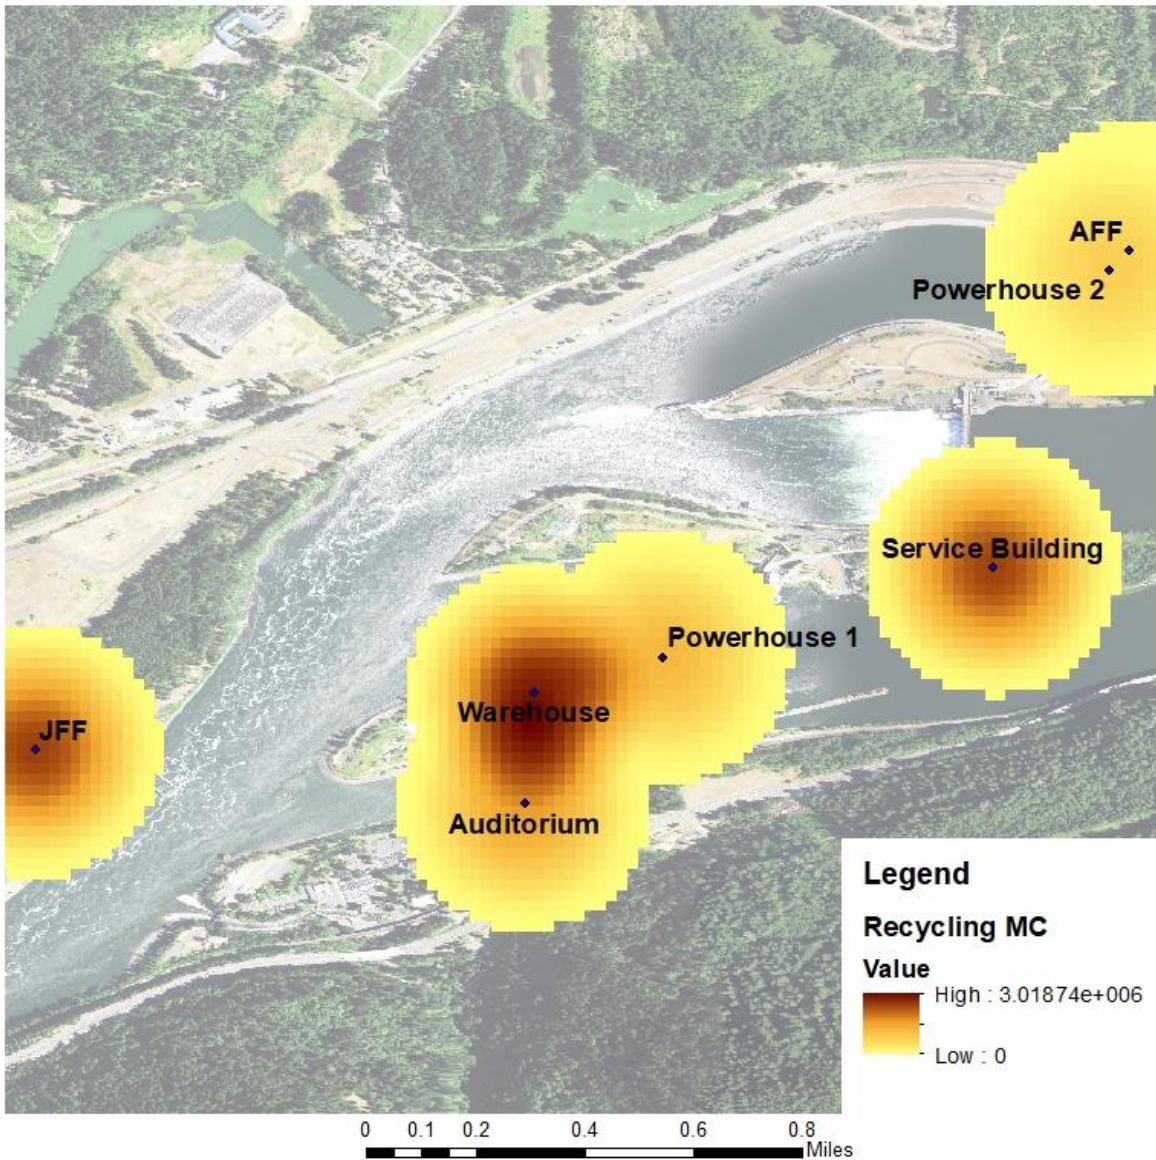 AFF
Powerhouse 2
Service Building
Powerhouse 1
Warehouse
JFF
Auditorium
Legend
Recycling MC
Value
High : 3.01874e+006
Low : 0
0 0.1 0.2 0.4 0.6 0.8
Miles